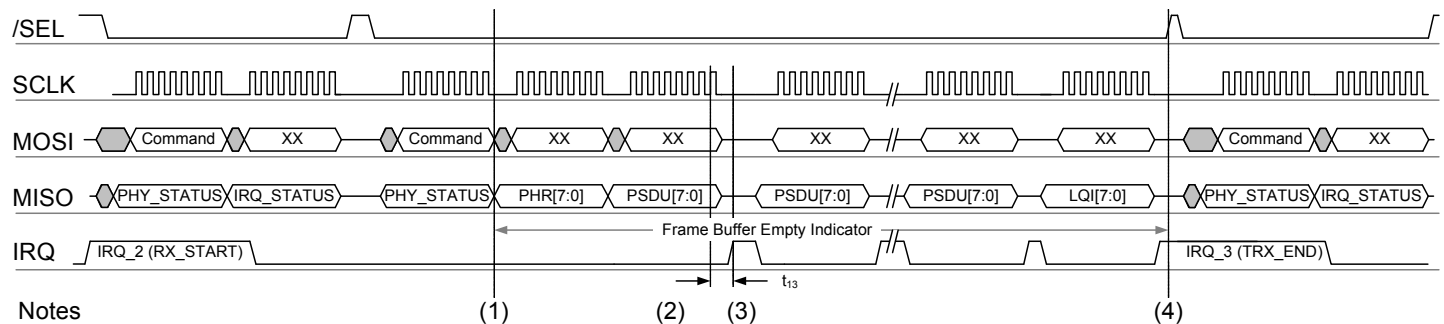 /SEL
SCLK
MOSI Command XX Command XX XX XX XX XX Command XX
MISO PHY_STATUS IRQ_STATUS PHY_STATUS PHR[7:0] PSDU[7:0] PSDU[7:0] PSDU[7:0] LQI[7:0] PHY_STATUS IRQ_STATUS
Frame Buffer Empty Indicator
IRQ IRQ_2 (RX_START) IRQ_3 (TRX_END)
t₁₃
Notes (1) (2) (3) (4)